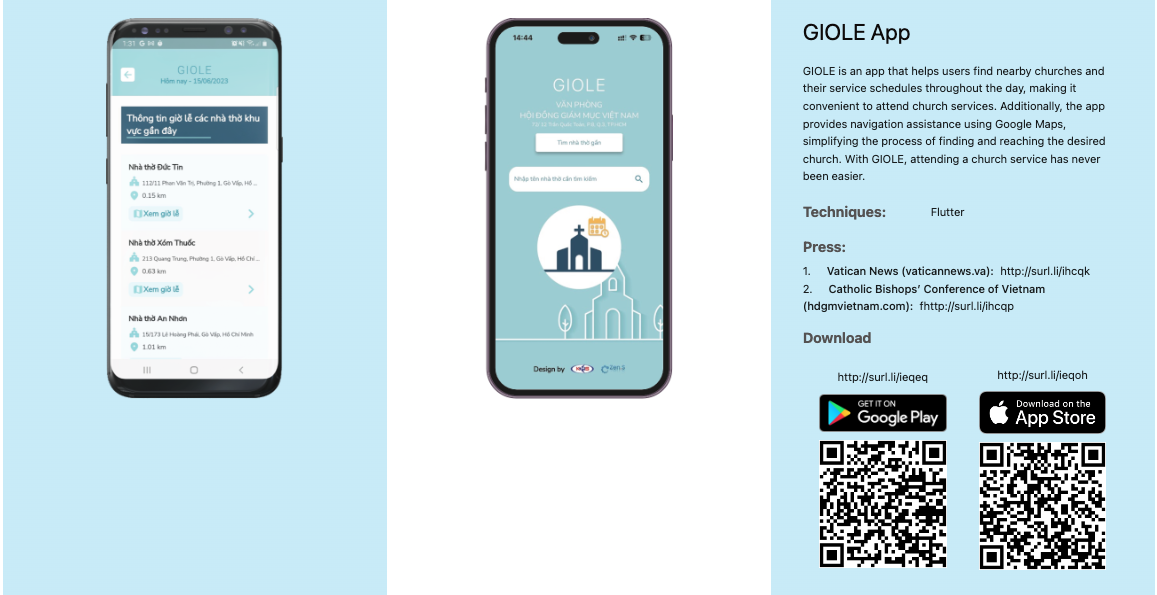 1:31
GIOLE
Hôm nay - 15/06/2023
Thông tin giờ lễ các nhà thờ khu
vực gần đây
Nhà thờ Đức Tin
112/11 Phan Văn Trị, Phường 1, Gò Vấp, Hồ ...
0.15 km
Xem giờ lễ
Nhà thờ Xóm Thuốc
213 Quang Trung, Phường 1, Gò Vấp, Hồ Chí ...
0.63 km
Xem giờ lễ
Nhà thờ An Nhơn
15/173 Lê Hoàng Phái, Gò Vấp, Hồ Chí Minh
1.01 km
14:44
GIOLE
VĂN PHÒNG
HỘI ĐỒNG GIÁM MỤC VIỆT NAM
Tìm nhà thờ gần
Nhập tên nhà thờ cần tìm kiếm
Design by
GIOLE App
GIOLE is an app that helps users find nearby churches and
their service schedules throughout the day, making it
convenient to attend church services. Additionally, the app
provides navigation assistance using Google Maps,
simplifying the process of finding and reaching the desired
church. With GIOLE, attending a church service has never
been easier.
Techniques: Flutter
Press:
1. Vatican News (vaticannews.va): http://surl.li/ihcqk
2. Catholic Bishops’ Conference of Vietnam
(hdgmvietnam.com): fhttp://surl.li/ihcqp
Download
http://surl.li/ieqeq
GET IT ON
Google Play
http://surl.li/ieqoh
Download on the
App Store